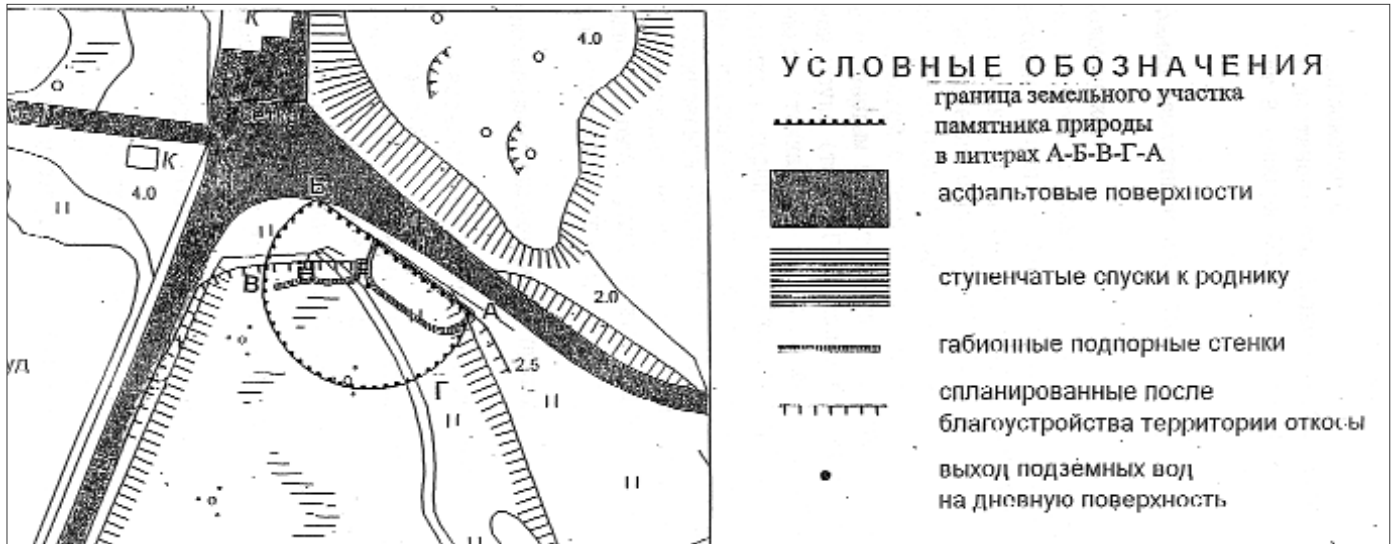 К
4.0
К
4.0
Б
В
А
2.0
2.5
Г
УД
УСЛОВНЫЕ ОБОЗНАЧЕНИЯ
граница земельного участка
памятника природы
в литерах А-Б-В-Г-А
асфальтовые поверхности
ступенчатые спуски к роднику
габионные подпорные стенки
спланированные после
благоустройства территории откосы
выход подземных вод
на дневную поверхность